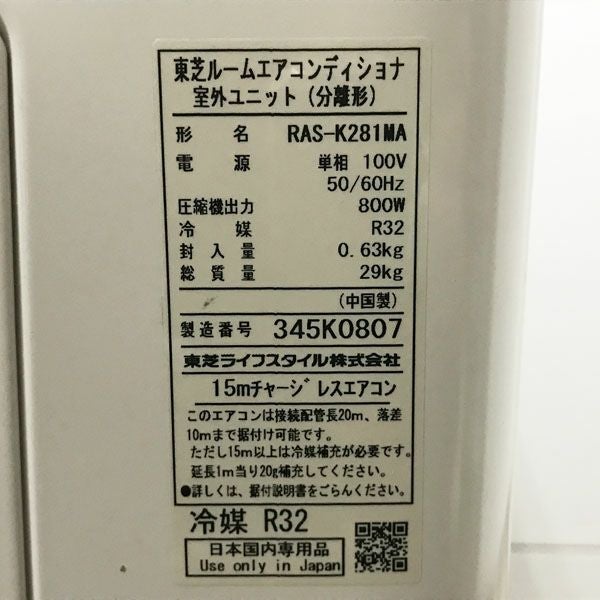 東芝ルームエアコンディショナ
室外ユニット（分離形）
形名 RAS-K281MA
電源 単相 100V
50/60Hz
圧縮機出力 800W
冷媒 R32
封入量 0.63kg
総質量 29kg
（中国製）
製造番号 345K0807
東芝ライフスタイル株式会社
15mチャージレスエアコン
このエアコンは接続配管長20m、落差
10mまで据付け可能です。
ただし15m以上は冷媒補充が必要です。
延長1m当り20g補充してください。
●詳しくは、据付説明書をごらんください。
冷媒 R32
日本国内専用品
Use only in Japan